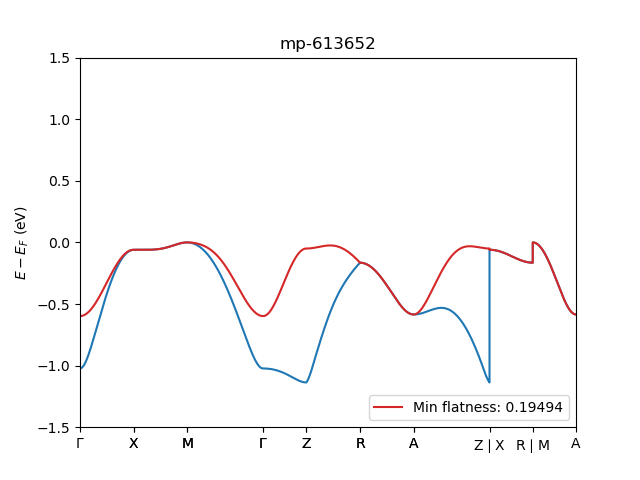 mp-613652
1.5
1.0
0.5
0.0
−0.5
−1.0
−1.5
E − E_F (eV)
Min flatness: 0.19494
Γ X M Γ Z R A Z | X R | M A